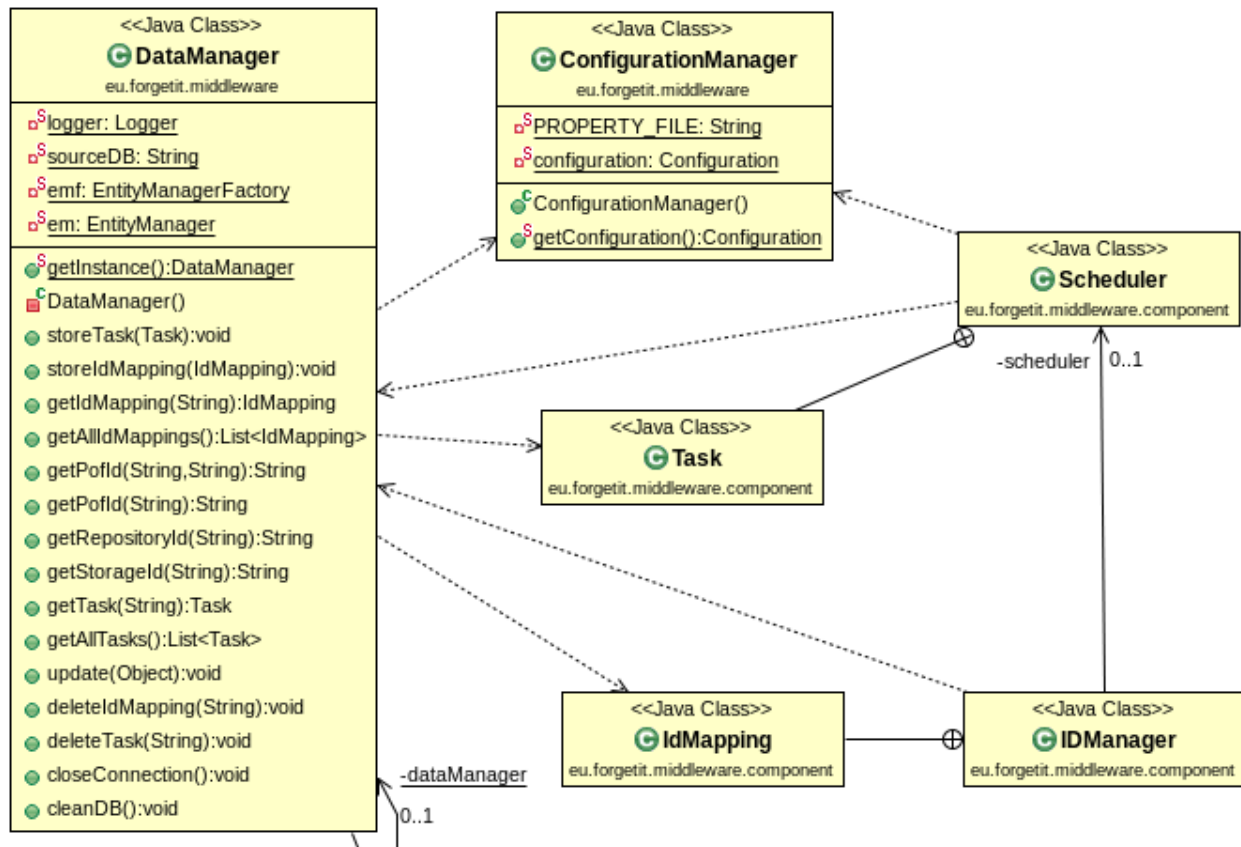 <<Java Class>>
DataManager
eu.forgetit.middleware
logger: Logger
sourceDB: String
emf: EntityManagerFactory
em: EntityManager
getInstance():DataManager
DataManager()
storeTask(Task):void
storeIdMapping(IdMapping):void
getIdMapping(String):IdMapping
getAllIdMappings():List<IdMapping>
getPofId(String,String):String
getPofId(String):String
getRepositoryId(String):String
getStorageId(String):String
getTask(String):Task
getAllTasks():List<Task>
update(Object):void
deleteIdMapping(String):void
deleteTask(String):void
closeConnection():void
cleanDB():void
-dataManager
0..1
<<Java Class>>
ConfigurationManager
eu.forgetit.middleware
PROPERTY_FILE: String
configuration: Configuration
ConfigurationManager()
getConfiguration():Configuration
<<Java Class>>
Scheduler
eu.forgetit.middleware.component
-scheduler
0..1
<<Java Class>>
Task
eu.forgetit.middleware.component
<<Java Class>>
IdMapping
eu.forgetit.middleware.component
<<Java Class>>
IDManager
eu.forgetit.middleware.component